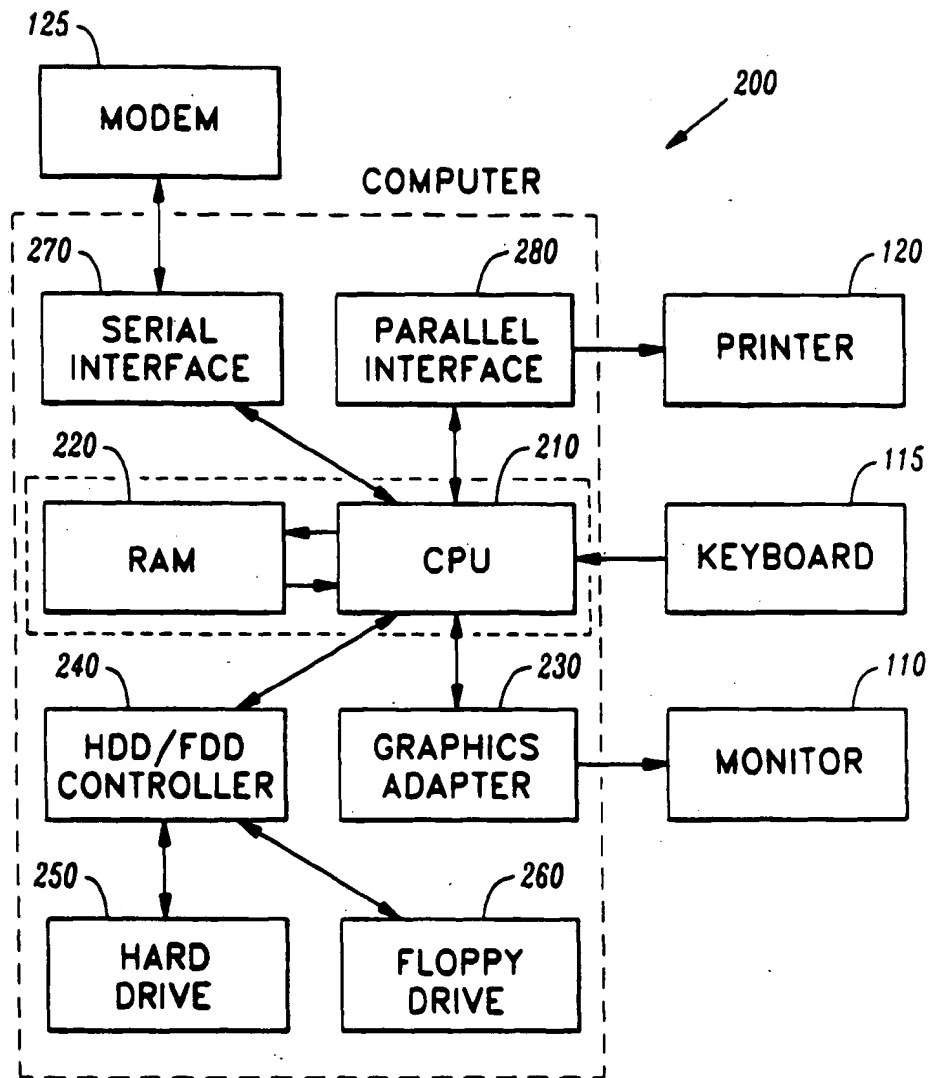 125
MODEM
200
COMPUTER
270
SERIAL
INTERFACE
280
PARALLEL
INTERFACE
120
PRINTER
220
RAM
210
CPU
115
KEYBOARD
240
HDD/FDD
CONTROLLER
230
GRAPHICS
ADAPTER
110
MONITOR
250
HARD
DRIVE
260
FLOPPY
DRIVE